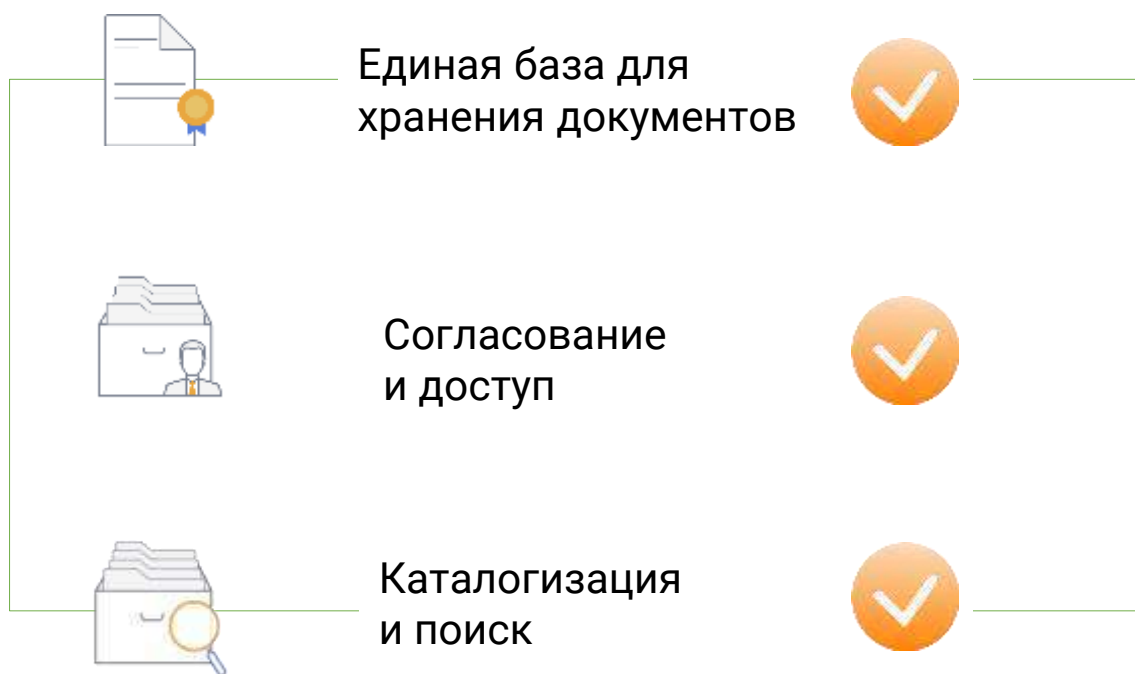 Единая база для
хранения документов
Согласование
и доступ
Каталогизация
и поиск